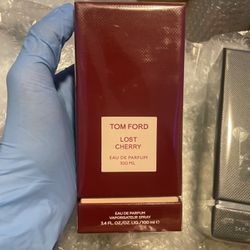 TOM FORD
LOST
CHERRY
EAU DE PARFUM
100 ML
EAU DE PARFUM
VAPORISATEUR SPRAY
3.4 FL.OZ./OZ. LIQ./100 ml ℮